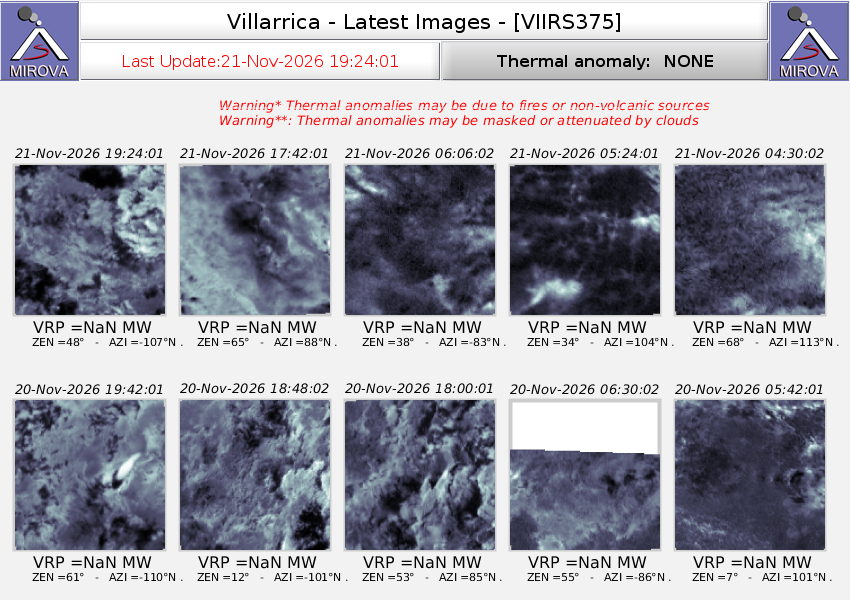 Villarrica - Latest Images - [VIIRS375]
MIROVA
Last Update:21-Nov-2026 19:24:01
Thermal anomaly: NONE
MIROVA
Warning* Thermal anomalies may be due to fires or non-volcanic sources
Warning**: Thermal anomalies may be masked or attenuated by clouds
21-Nov-2026 19:24:01 21-Nov-2026 17:42:01 21-Nov-2026 06:06:02 21-Nov-2026 05:24:01 21-Nov-2026 04:30:02
VRP =NaN MW VRP =NaN MW VRP =NaN MW VRP =NaN MW VRP =NaN MW
ZEN =48° - AZI =-107°N . ZEN =65° - AZI =88°N . ZEN =38° - AZI =-83°N . ZEN =34° - AZI =104°N . ZEN =68° - AZI =113°N .
20-Nov-2026 19:42:01 20-Nov-2026 18:48:02 20-Nov-2026 18:00:01 20-Nov-2026 06:30:02 20-Nov-2026 05:42:01
VRP =NaN MW VRP =NaN MW VRP =NaN MW VRP =NaN MW VRP =NaN MW
ZEN =61° - AZI =-110°N . ZEN =12° - AZI =-101°N . ZEN =53° - AZI =85°N . ZEN =55° - AZI =-86°N . ZEN =7° - AZI =101°N .